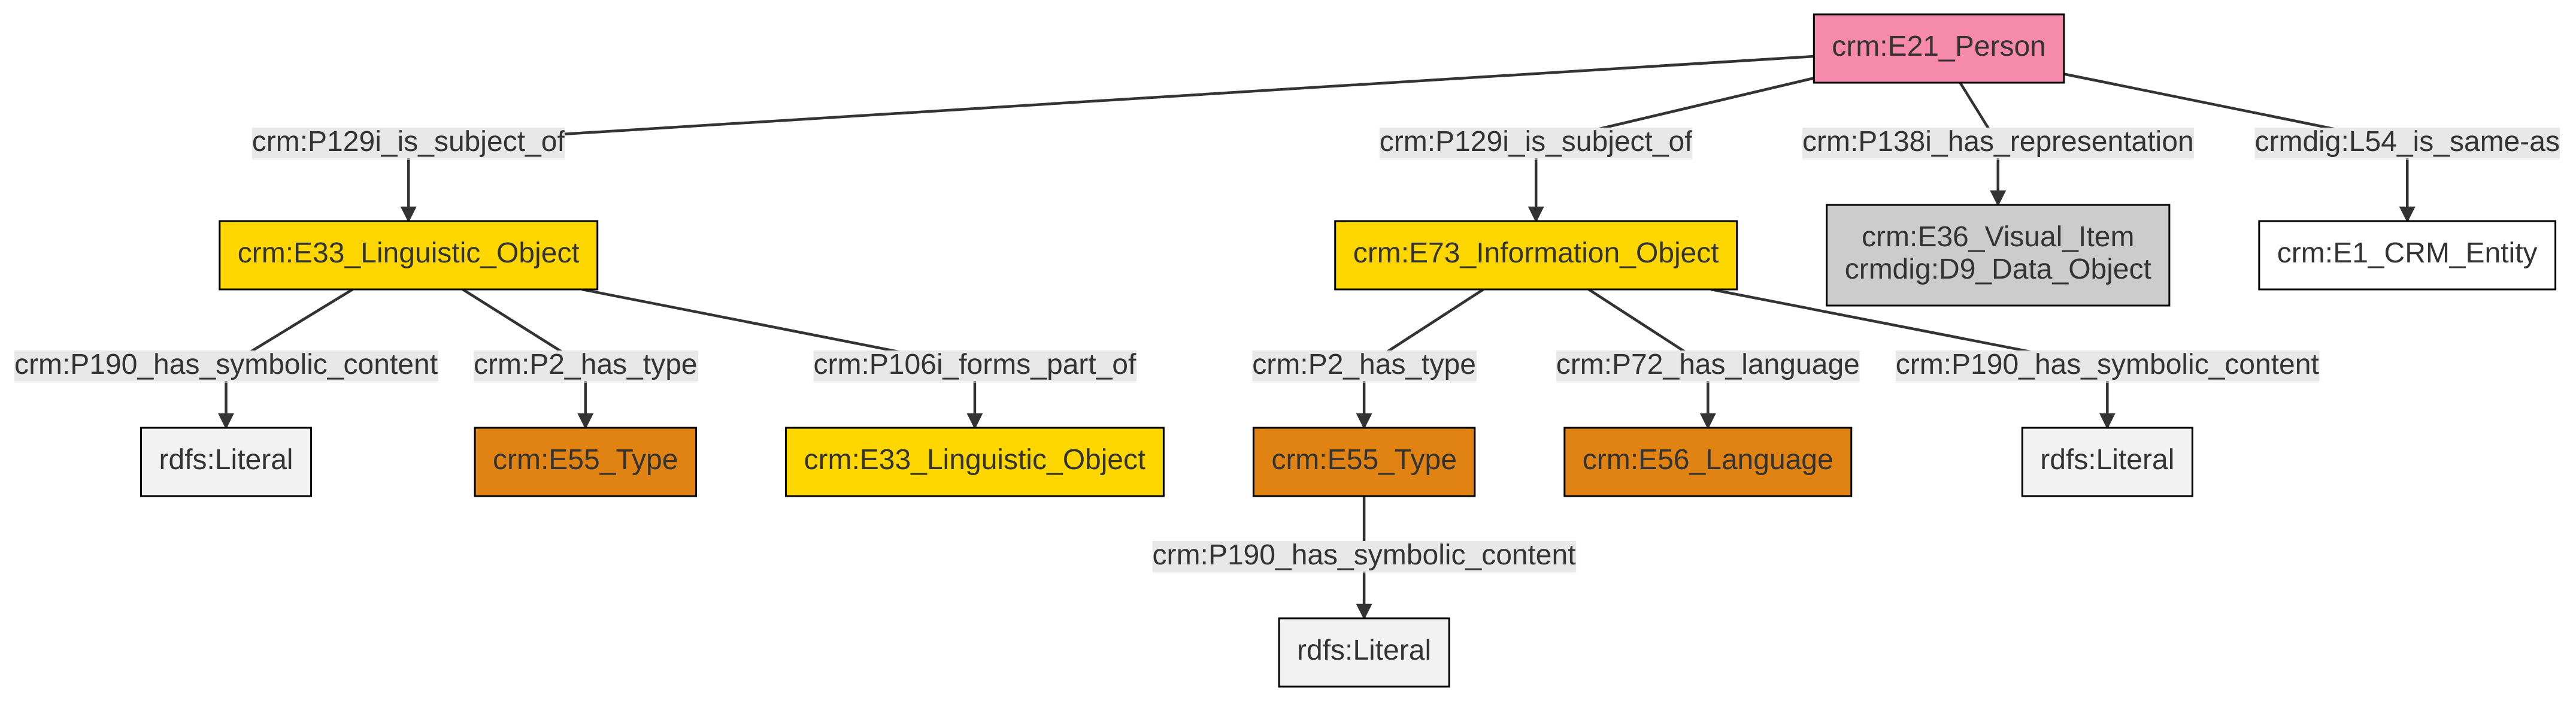 crm:E21_Person
crm:P129i_is_subject_of
crm:P129i_is_subject_of
crm:P138i_has_representation
crmdig:L54_is_same-as
crm:E33_Linguistic_Object
crm:E73_Information_Object
crm:E36_Visual_Item
crmdig:D9_Data_Object
crm:E1_CRM_Entity
crm:P190_has_symbolic_content
crm:P2_has_type
crm:P106i_forms_part_of
crm:P2_has_type
crm:P72_has_language
crm:P190_has_symbolic_content
rdfs:Literal
crm:E55_Type
crm:E33_Linguistic_Object
crm:E55_Type
crm:E56_Language
rdfs:Literal
crm:P190_has_symbolic_content
rdfs:Literal